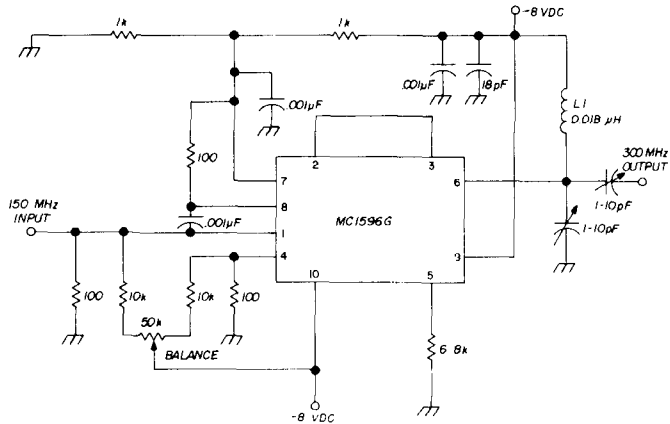 1k
1k
-8 VDC
.001µF
.001µF
18pF
L1
0.018 µH
100
2
3
300 MHz
OUTPUT
7
6
8
1-10pF
150 MHz
INPUT
.001µF
1
MC1596G
1-10pF
4
9
10
5
100
10k
10k
100
50k
6 8k
BALANCE
-8 VDC